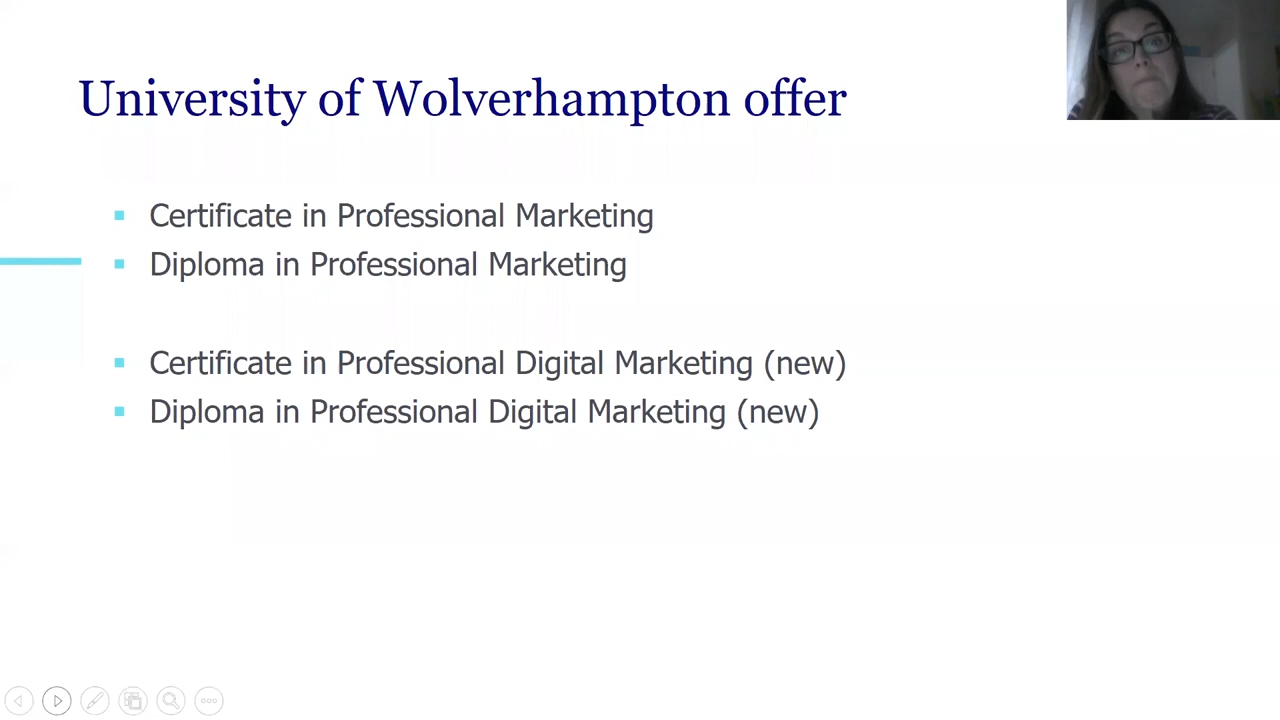 University of Wolverhampton offer
Certificate in Professional Marketing
Diploma in Professional Marketing
Certificate in Professional Digital Marketing (new)
Diploma in Professional Digital Marketing (new)